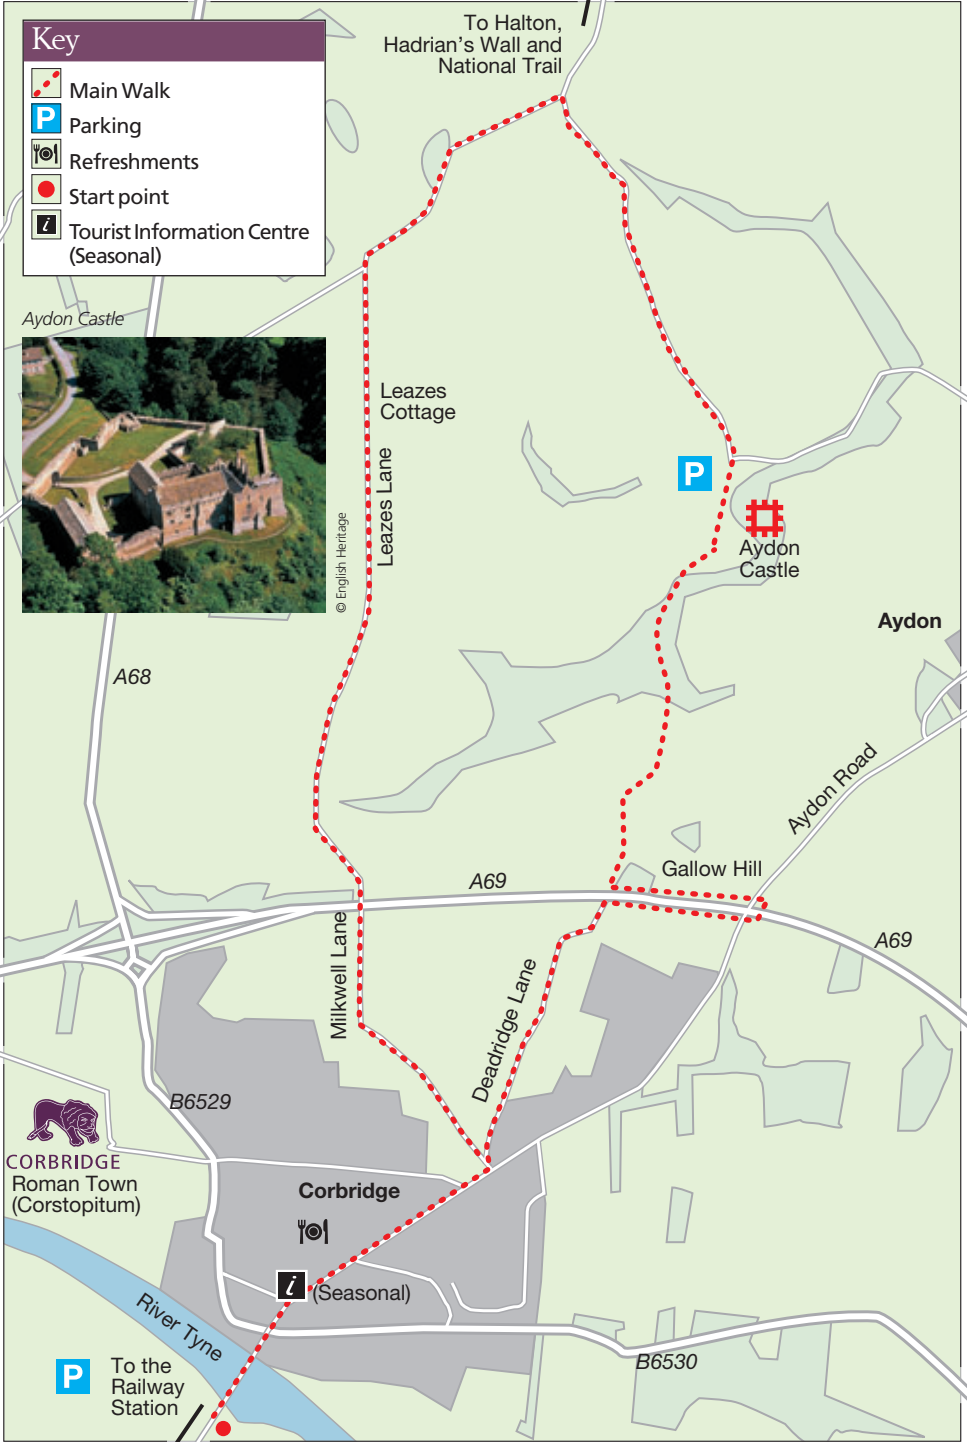 To Halton,
Hadrian's Wall and
National Trail
Key
Main Walk
P
Parking
Refreshments
Start point
i
Tourist Information Centre
(Seasonal)
Aydon Castle
© English Heritage
Leazes
Cottage
Leazes Lane
P
Aydon
Castle
Aydon
A68
Aydon Road
Gallow Hill
A69
A69
Milkwell Lane
Deadridge Lane
B6529
CORBRIDGE
Roman Town
(Corstopitum)
Corbridge
i
(Seasonal)
River Tyne
B6530
P
To the
Railway
Station